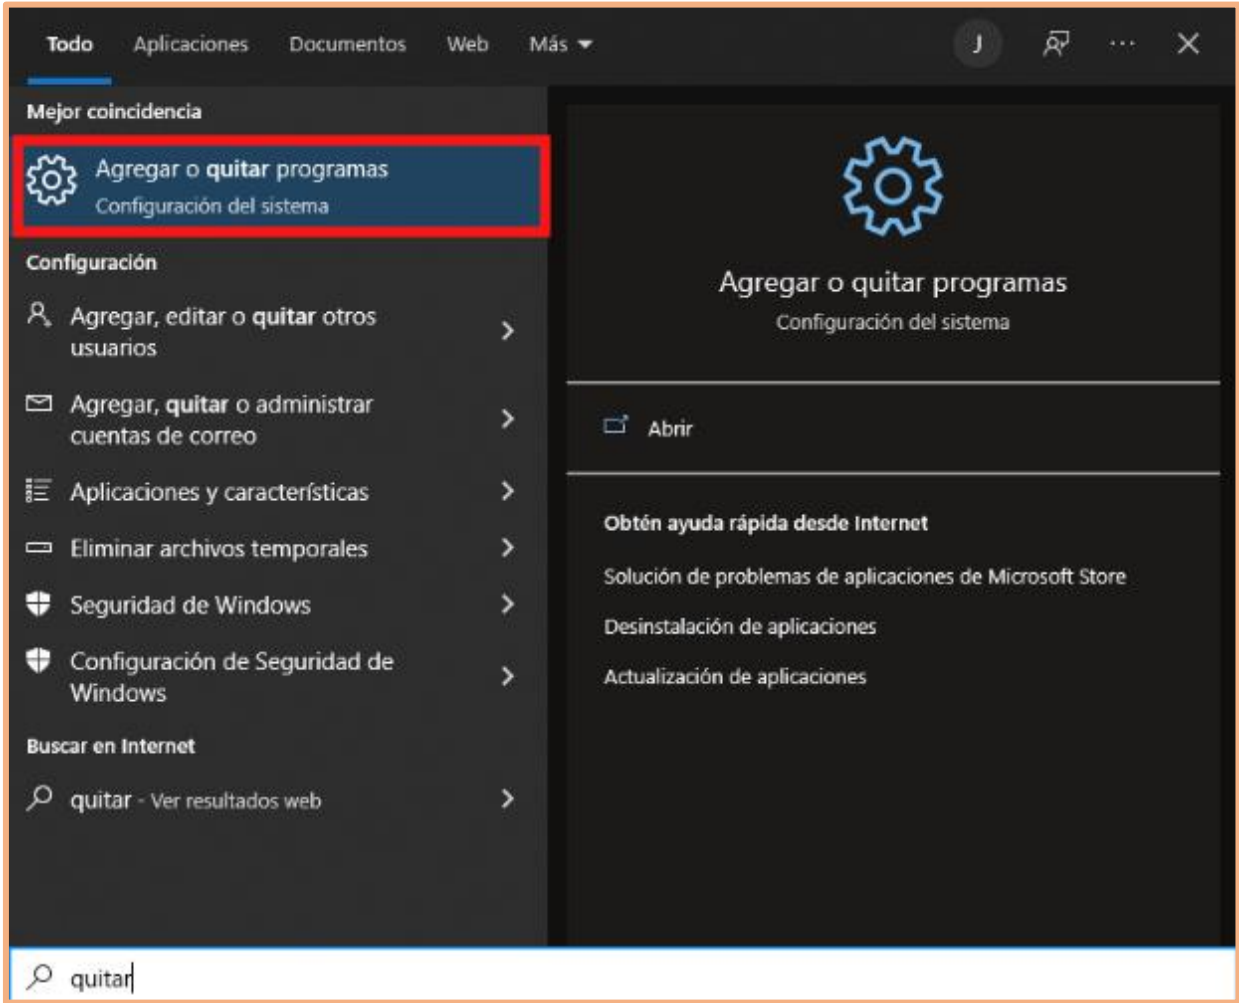 Todo Aplicaciones Documentos Web Más J
Mejor coincidencia
Agregar o quitar programas
Configuración del sistema
Configuración
Agregar, editar o quitar otros
usuarios
Agregar, quitar o administrar
cuentas de correo
Aplicaciones y características
Eliminar archivos temporales
Seguridad de Windows
Configuración de Seguridad de
Windows
Buscar en Internet
quitar - Ver resultados web
Agregar o quitar programas
Configuración del sistema
Abrir
Obtén ayuda rápida desde Internet
Solución de problemas de aplicaciones de Microsoft Store
Desinstalación de aplicaciones
Actualización de aplicaciones
quitar